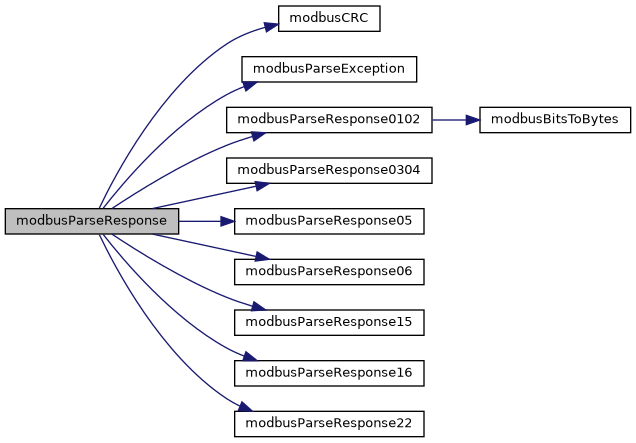 modbusCRC
modbusParseException
modbusParseResponse0102
modbusBitsToBytes
modbusParseResponse0304
modbusParseResponse
modbusParseResponse05
modbusParseResponse06
modbusParseResponse15
modbusParseResponse16
modbusParseResponse22